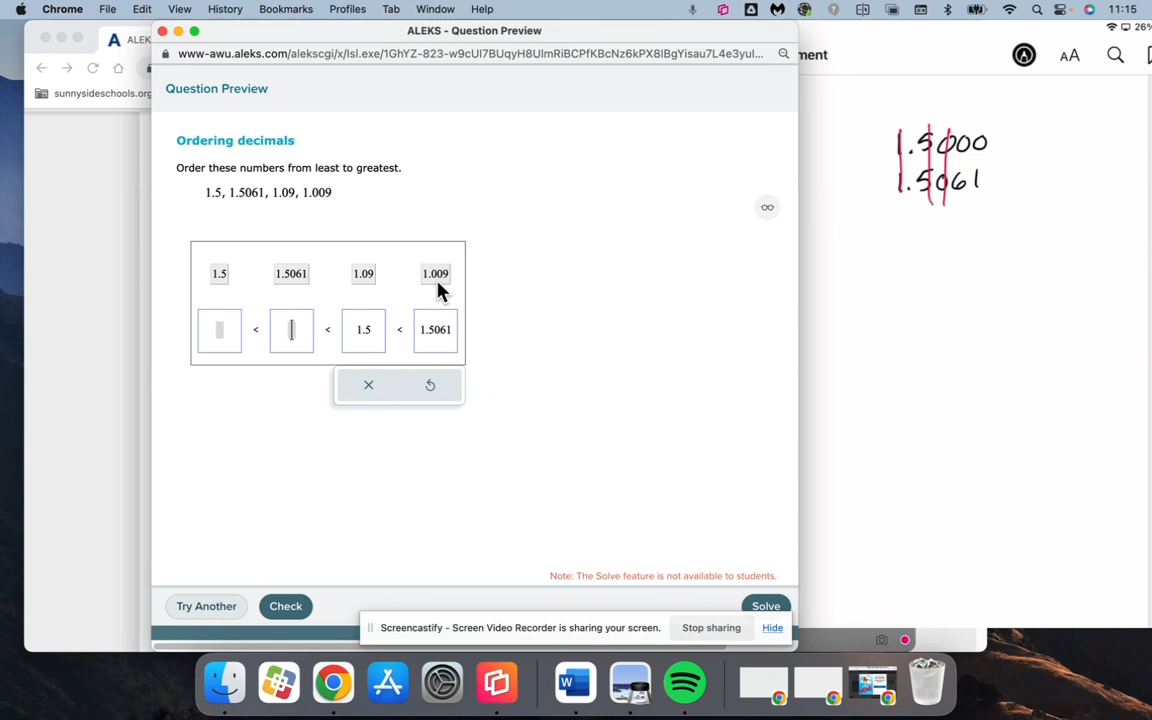 Chrome File Edit View History Bookmarks Profiles Tab Window Help 11:15
ALEKS - Question Preview
26%
ALEK
www-awu.aleks.com/alekscgi/x/Isl.exe/1GhYZ-823-w9cUl7BUqyH8UlmRiBCPfKBcNz6kPX8IBgYisau7L4e3yuI...
ment
AA
sunnysideschools.org
Question Preview
Ordering decimals
Order these numbers from least to greatest.
1.5, 1.5061, 1.09, 1.009
1.5000
1.5061
1.5 1.5061 1.09 1.009
< < 1.5 < 1.5061
Note: The Solve feature is not available to students.
Try Another Check Solve
Screencastify - Screen Video Recorder is sharing your screen. Stop sharing Hide